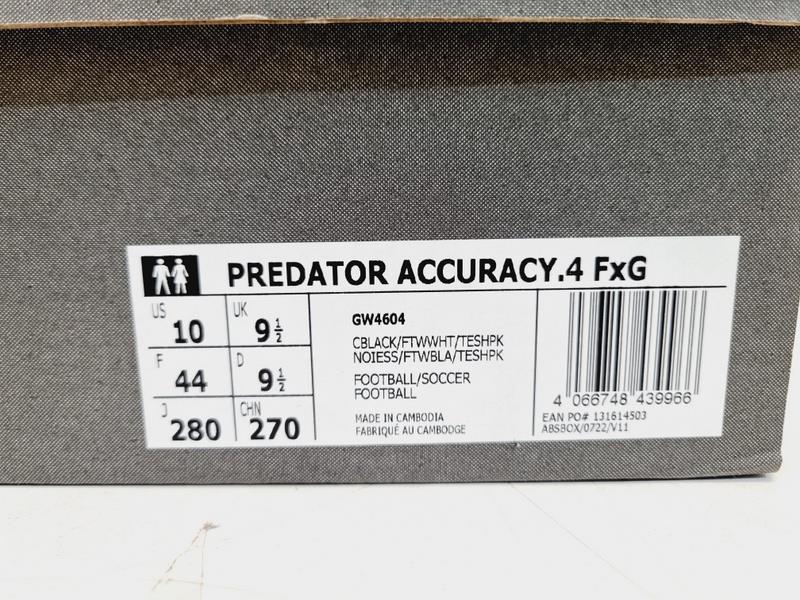 PREDATOR ACCURACY.4 FxG
US 10 UK 9 1/2
F 44 D 9 1/2
J 280 CHN 270
GW4604
CBLACK/FTWWHT/TESHPK
NOIESS/FTWBLA/TESHPK
FOOTBALL/SOCCER
FOOTBALL
MADE IN CAMBODIA
FABRIQUÉ AU CAMBODGE
4 066748 439966
EAN PO# 131614503
ABSBOX/0722/V11